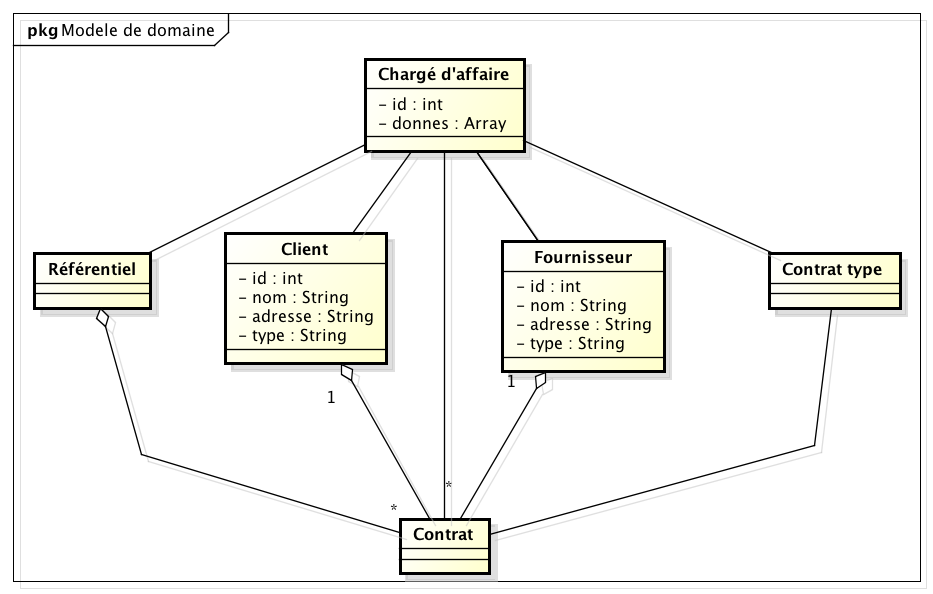 pkg Modele de domaine
Chargé d'affaire
- id : int
- donnes : Array
Référentiel
Client
- id : int
- nom : String
- adresse : String
- type : String
Fournisseur
- id : int
- nom : String
- adresse : String
- type : String
Contrat type
1
1
*
*
Contrat